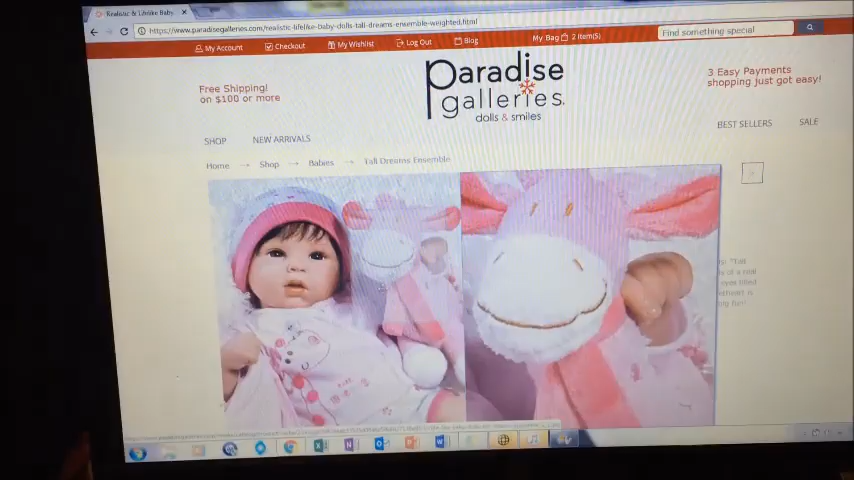 Realistic & Lifelike Baby
https://www.paradisegalleries.com/realistic-lifelike-baby-dolls-tall-dreams-ensemble-weighted.html
My Account
Checkout
My Wishlist
Log Out
Blog
My Bag 2 Item(S)
Find something special
Free Shipping!
on $100 or more
Paradise
galleries.
dolls & smiles
3 Easy Payments
shopping just got easy!
SHOP
NEW ARRIVALS
BEST SELLERS
SALE
Home → Shop → Babies → Tall Dreams Ensemble